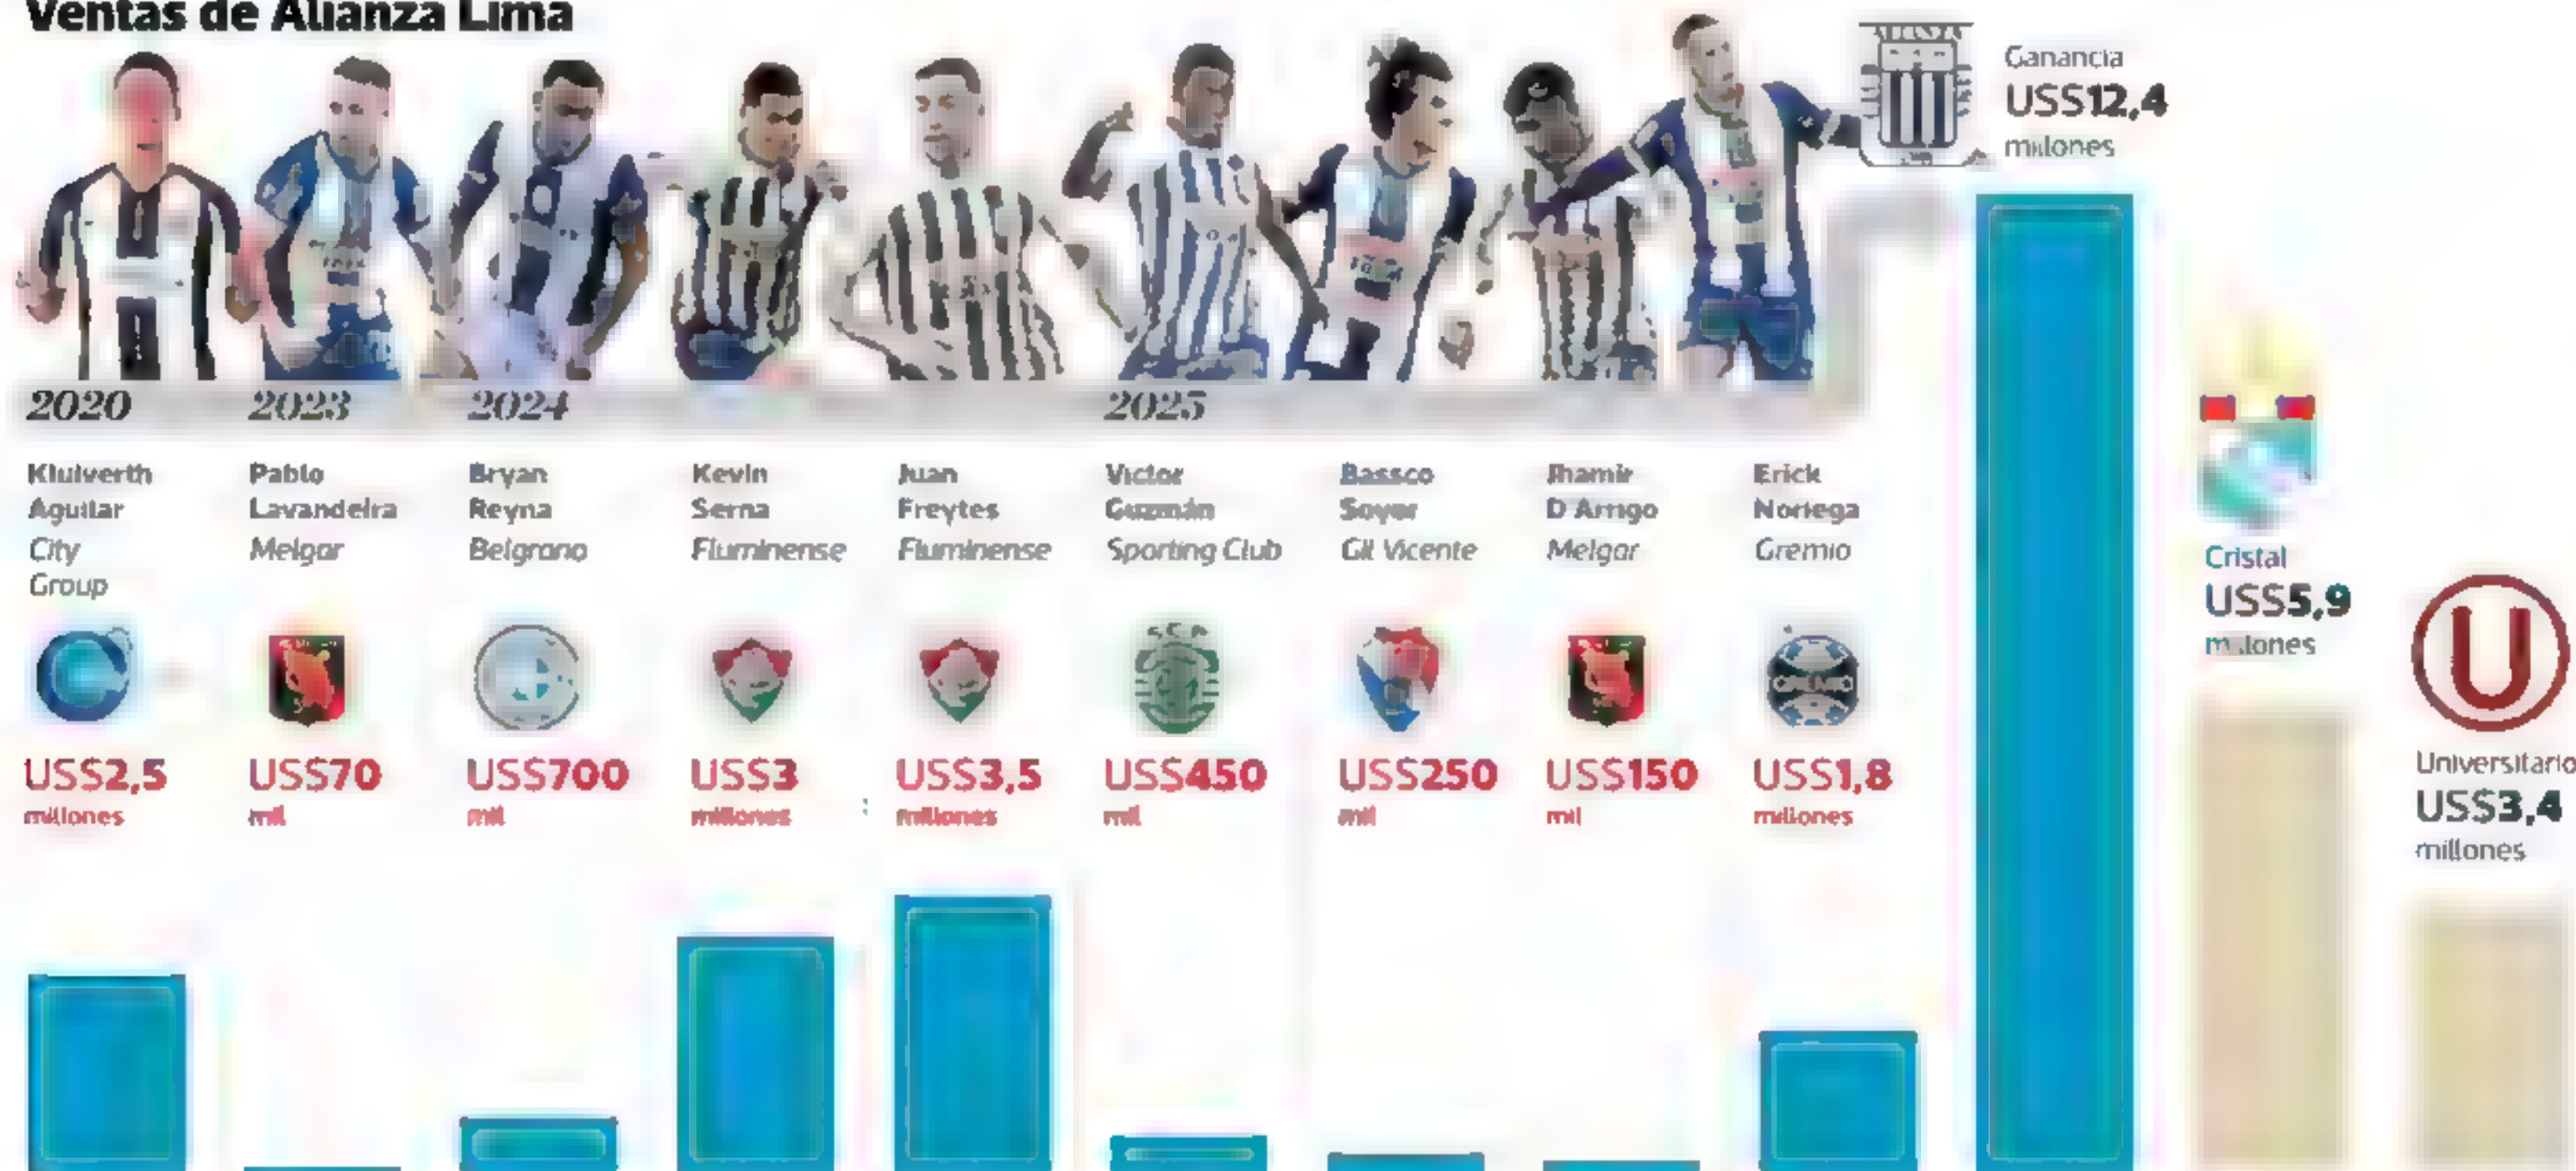 Ventas de Alianza Lima
ALIANZA
LIMA
Ganancia
US$12,4
millones
2020
2023
2024
2025
Kluiverth
Aguilar
City
Group
US$2,5
millones
Pablo
Lavandeira
Melgar
US$70
mil
Bryan
Reyna
Belgrano
US$700
mil
Kevin
Serna
Fluminense
US$3
millones
Juan
Freytes
Fluminense
US$3,5
millones
Victor
Guzmán
Sporting Club
US$450
mil
Bassco
Soyer
Gil Vicente
US$250
mil
Jhamir
D'Arrigo
Melgar
US$150
mil
Erick
Noriega
Gremio
GREMIO
US$1,8
millones
Cristal
US$5,9
millones
U
Universitario
US$3,4
millones